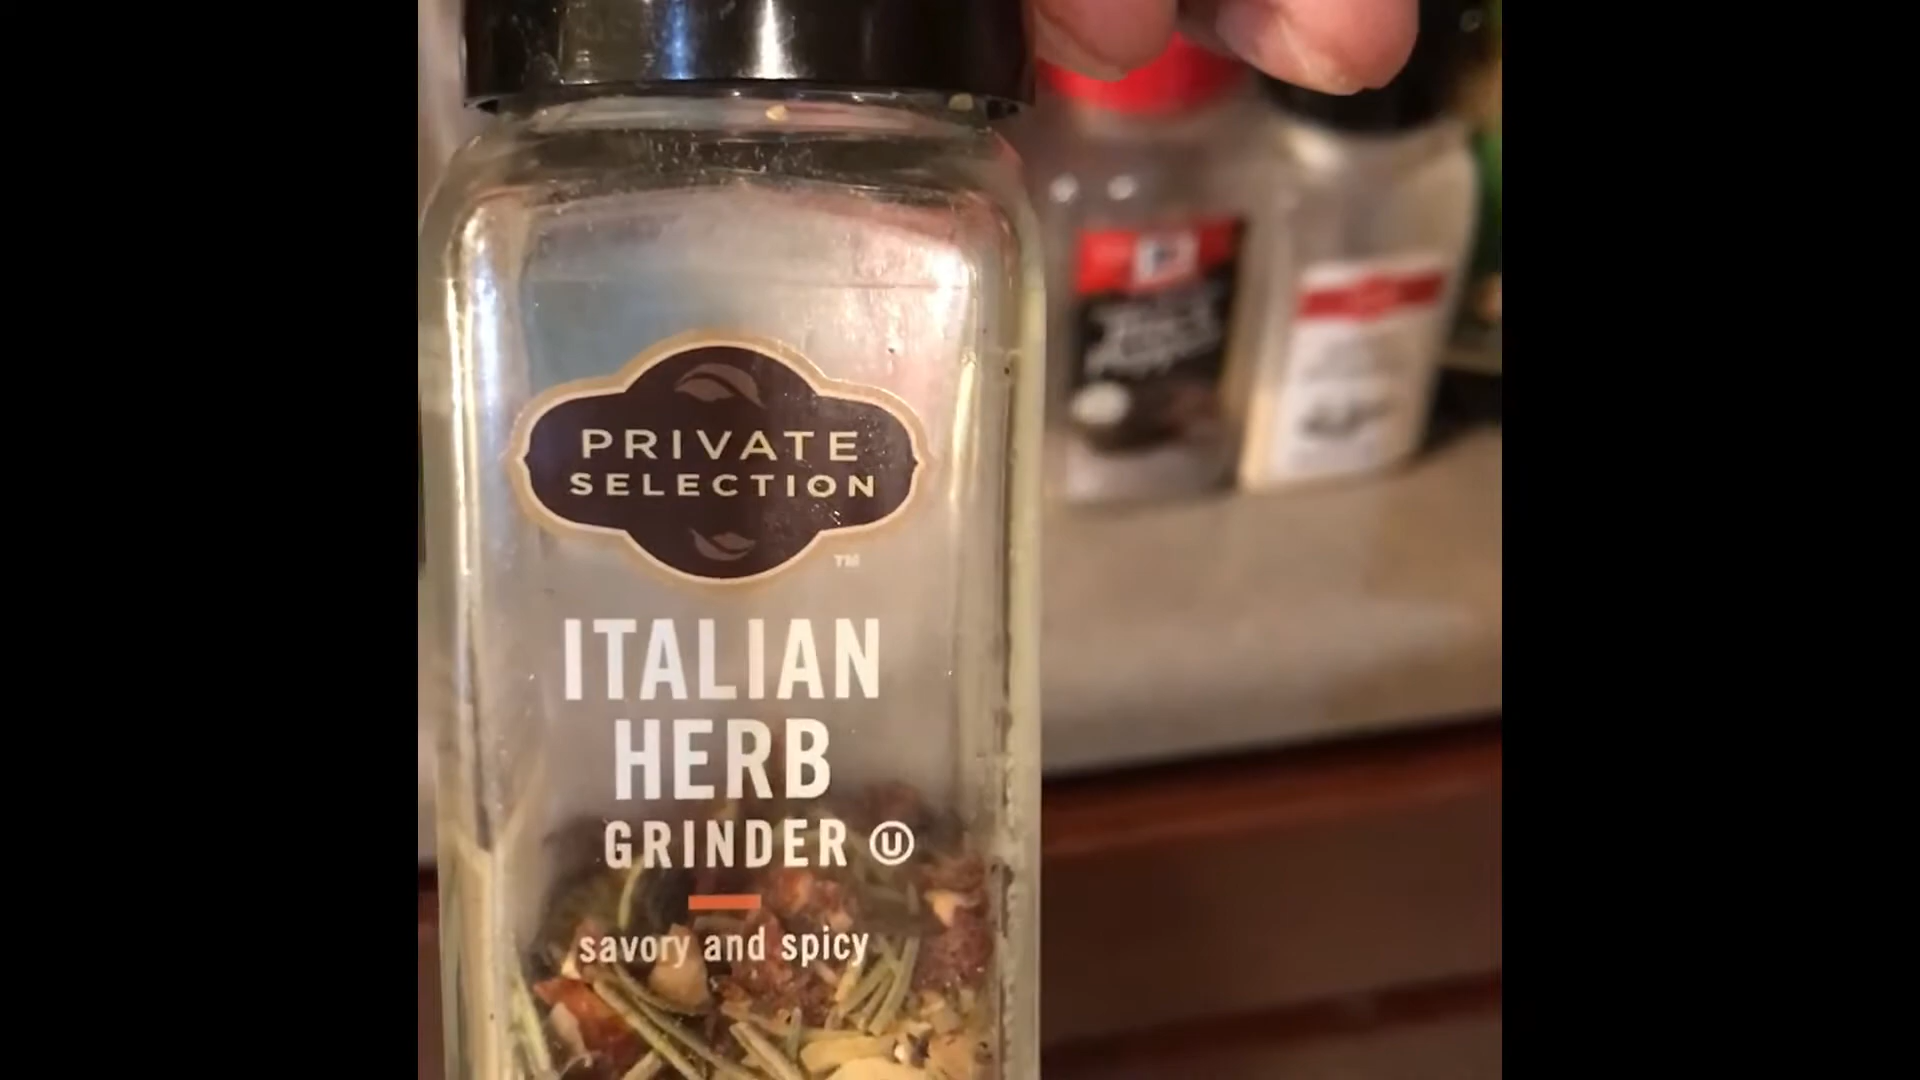 PRIVATE
SELECTION
TM
ITALIAN
HERB
GRINDER U
savory and spicy